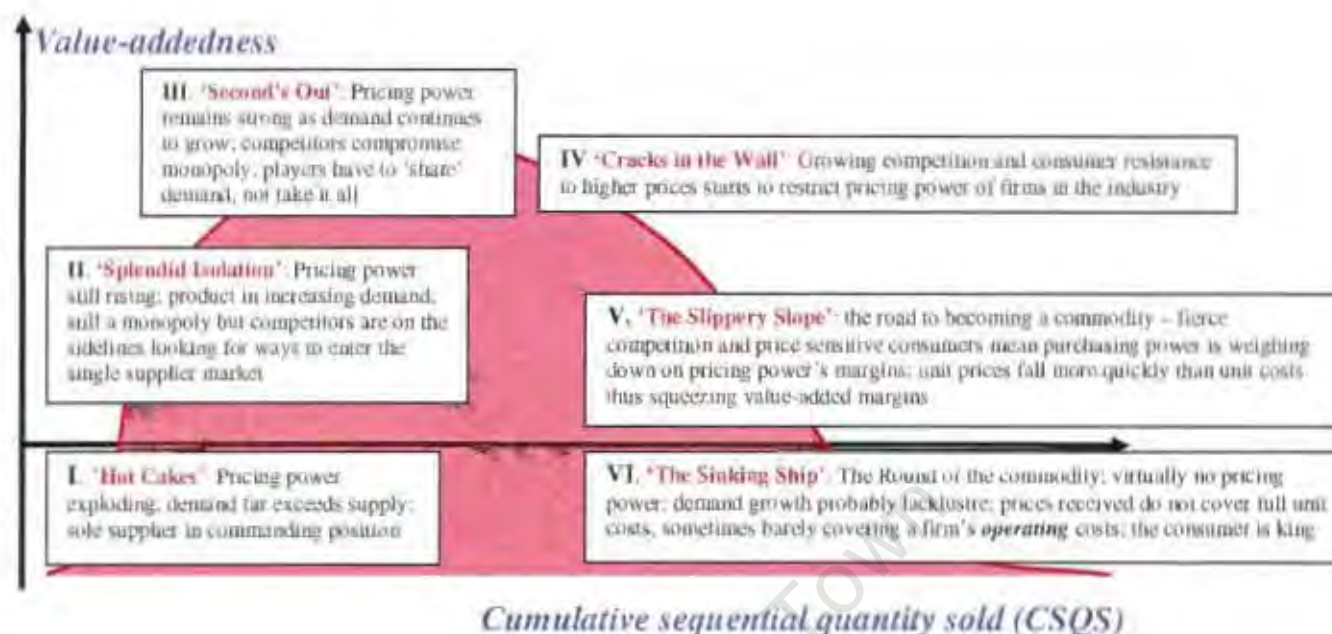 Value-addedness
III. 'Second's Out': Pricing power
remains strong as demand continues
to grow; competitors compromise
monopoly; players have to 'share'
demand, not take it all
IV 'Cracks in the Wall': Growing competition and consumer resistance
to higher prices starts to restrict pricing power of firms in the industry
II. 'Splendid Isolation': Pricing power
still rising; product in increasing demand;
still a monopoly but competitors are on the
sidelines looking for ways to enter the
single supplier market
V. 'The Slippery Slope': the road to becoming a commodity – fierce
competition and price sensitive consumers mean purchasing power is weighing
down on pricing power's margins; unit prices fall more quickly than unit costs
thus squeezing value-added margins
I. 'Hot Cakes' Pricing power
exploding; demand far exceeds supply;
sole supplier in commanding position
VI. 'The Sinking Ship': The Round of the commodity; virtually no pricing
power; demand growth probably lacklustre; prices received do not cover full unit
costs, sometimes barely covering a firm's operating costs; the consumer is king
Town
Cumulative sequential quantity sold (CSQS)